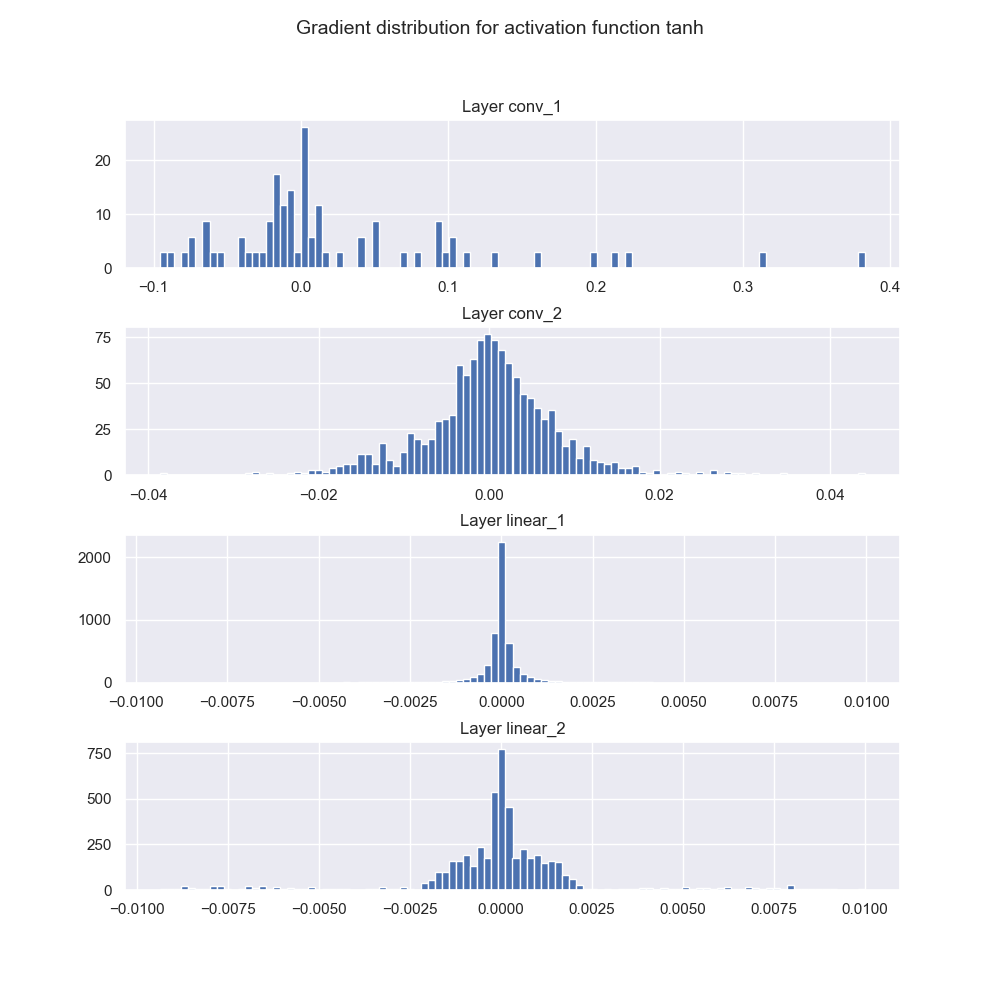 Gradient distribution for activation function tanh
Layer conv_1
20
10
0
−0.1 0.0 0.1 0.2 0.3 0.4
Layer conv_2
75
50
25
0
−0.04 −0.02 0.00 0.02 0.04
Layer linear_1
2000
1000
0
−0.0100 −0.0075 −0.0050 −0.0025 0.0000 0.0025 0.0050 0.0075 0.0100
Layer linear_2
750
500
250
0
−0.0100 −0.0075 −0.0050 −0.0025 0.0000 0.0025 0.0050 0.0075 0.0100